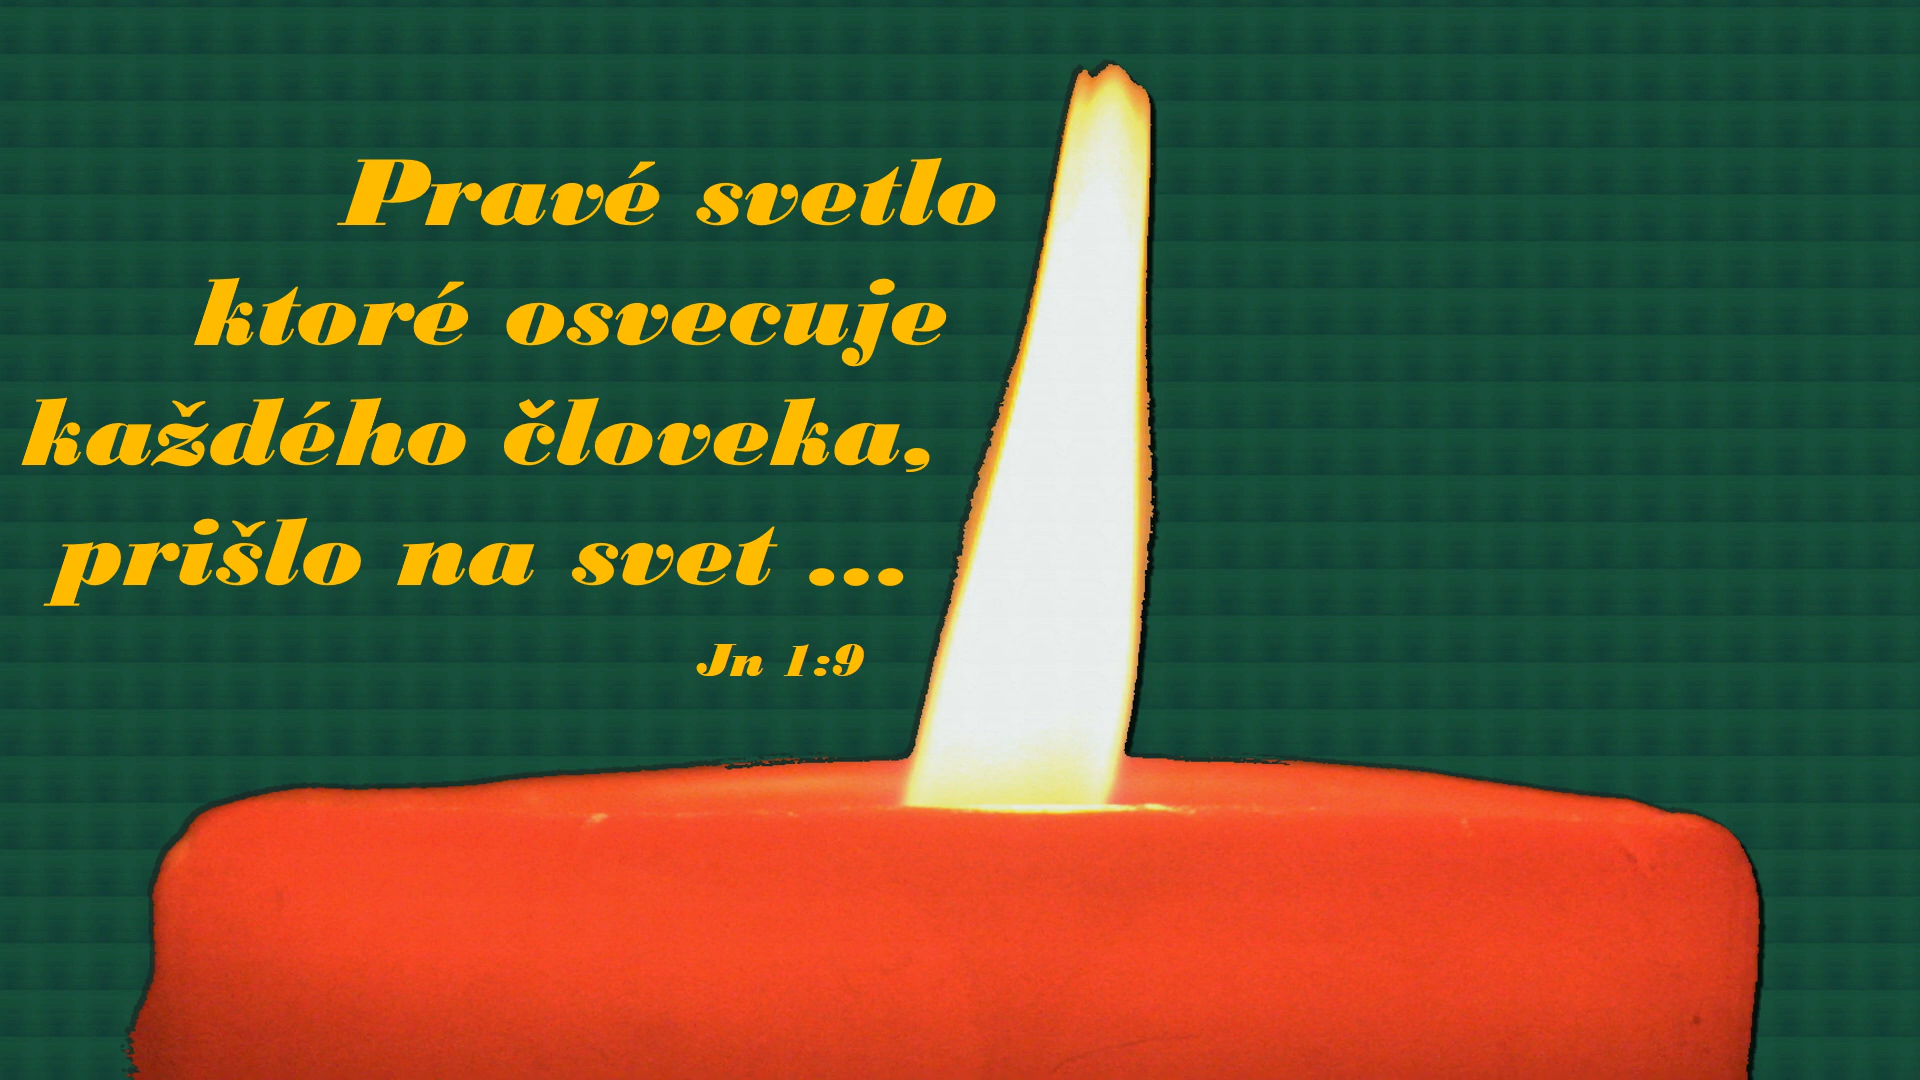 Pravé svetlo
ktoré osvecuje
každého človeka,
prišlo na svet ...
Jn 1:9